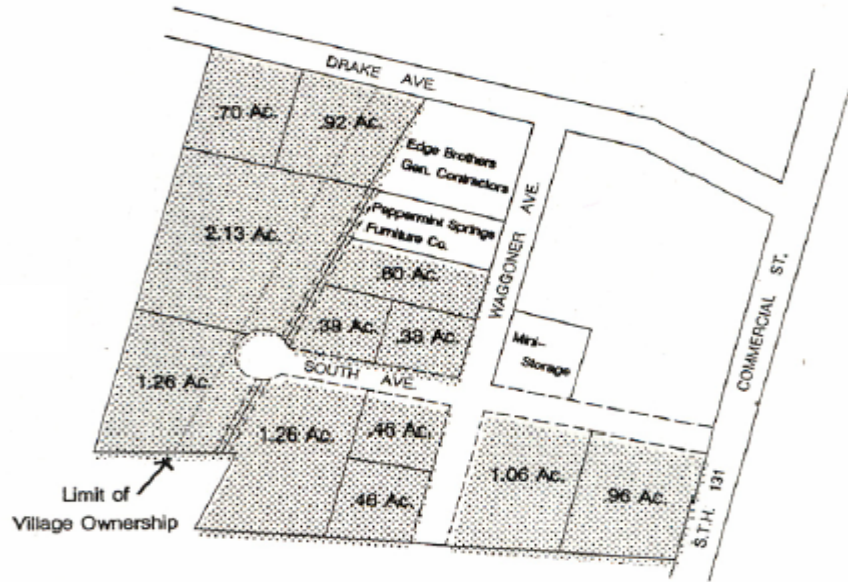 DRAKE AVE.
.70 Ac.
.92 Ac.
Edge Brothers
Gen. Contractors
2.13 Ac.
Peppermint Springs
Furniture Co.
.60 Ac.
WAGGONER AVE.
.38 Ac.
.38 Ac.
Mini-
Storage
COMMERCIAL ST.
SOUTH AVE.
1.26 Ac.
1.26 Ac.
.46 Ac.
.46 Ac.
1.06 Ac.
.96 Ac.
S.T.H. 131
Limit of
Village Ownership